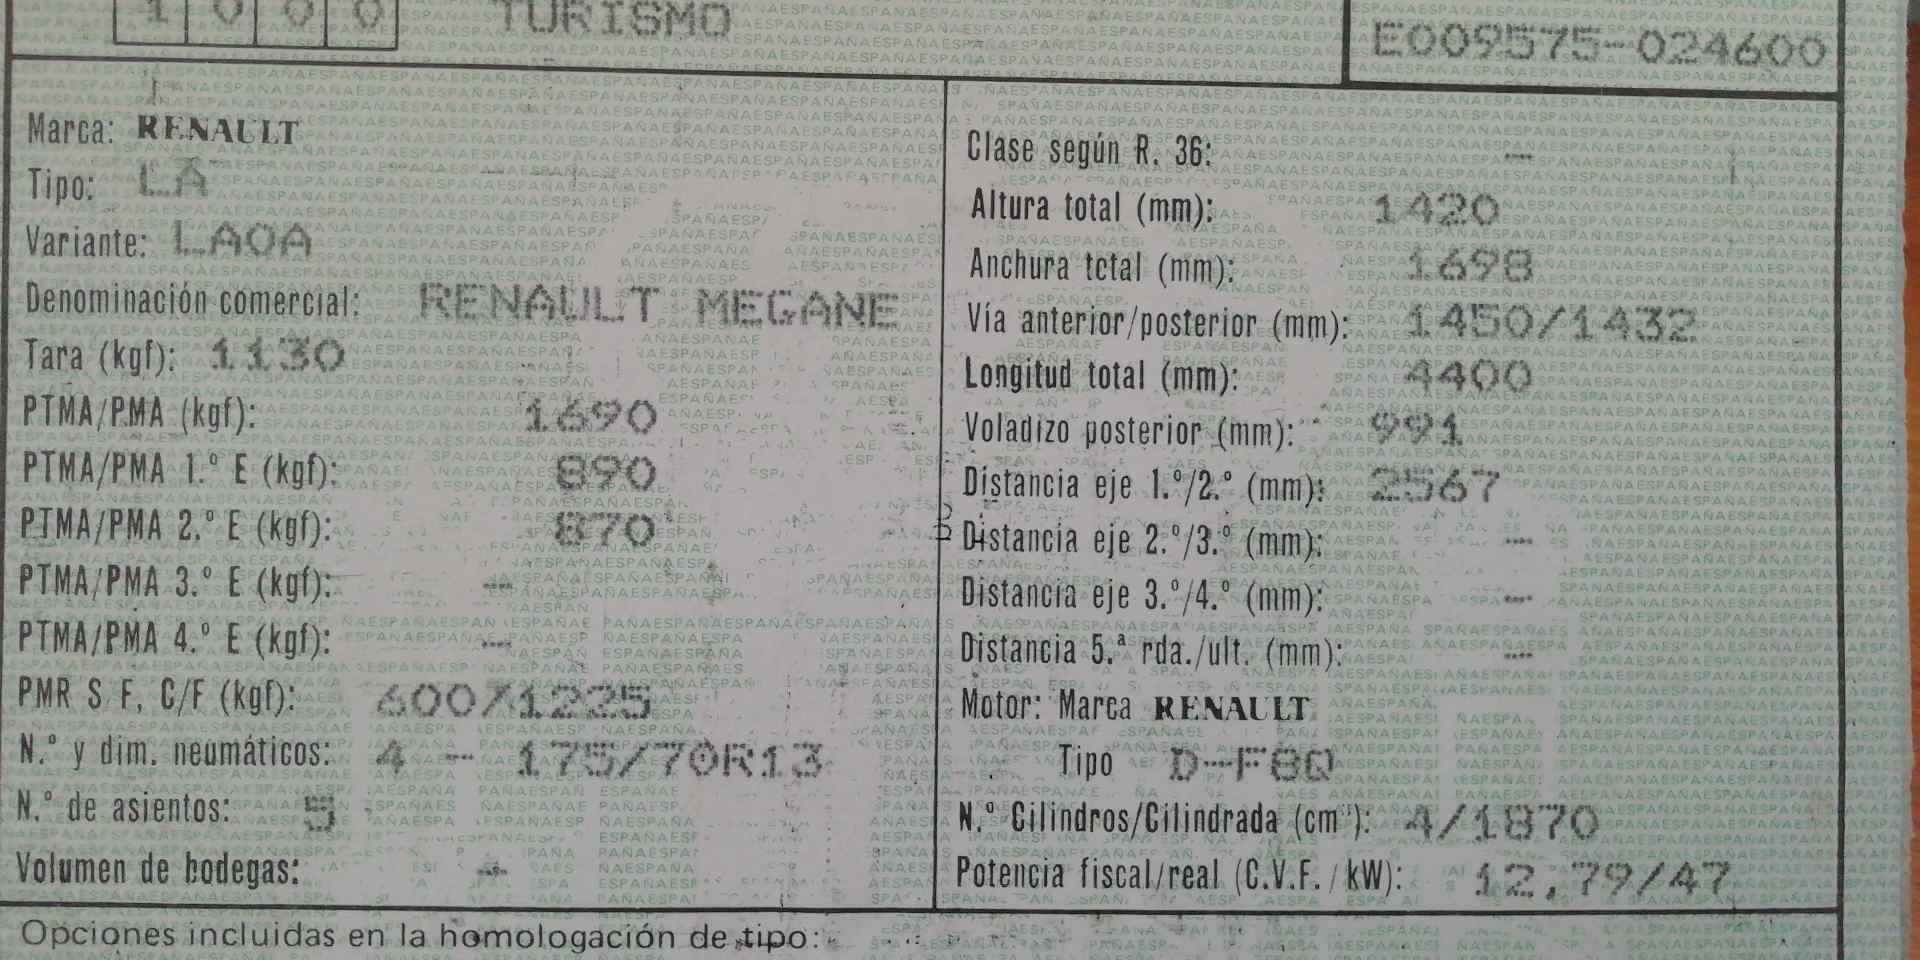 1000 TURISMO
E009575-024600
Marca: RENAULT
Tipo: LA
Variante: LA0A
Denominación comercial: RENAULT MEGANE
Tara (kgf): 1130
PTMA/PMA (kgf): 1690
PTMA/PMA 1.º E (kgf): 890
PTMA/PMA 2.º E (kgf): 870
PTMA/PMA 3.º E (kgf): --
PTMA/PMA 4.º E (kgf): --
PMR S F, C/F (kgf): 600/1225
N.º y dim. neumáticos: 4 - 175/70R13
N.º de asientos: 5
Volumen de bodegas: --
Clase según R. 36: --
Altura total (mm): 1420
Anchura total (mm): 1698
Vía anterior/posterior (mm): 1450/1432
Longitud total (mm): 4400
Voladizo posterior (mm): 991
Distancia eje 1.º/2.º (mm): 2567
Distancia eje 2.º/3.º (mm): --
Distancia eje 3.º/4.º (mm): --
Distancia 5.ª rda./ult. (mm): --
Motor: Marca RENAULT
Tipo D-F8Q
N.º Cilindros/Cilindrada (cm³): 4/1870
Potencia fiscal/real (C.V.F. / kW): 12,79/47
Opciones incluidas en la homologación de tipo: